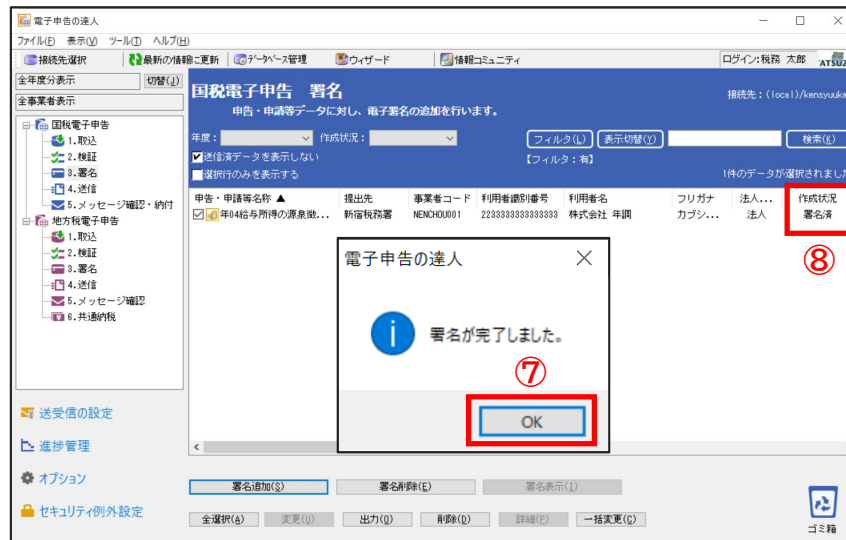 電子申告の達人
ファイル(F) 表示(V) ツール(T) ヘルプ(H)
接続先選択 最新の情報に更新 データベース管理 ウィザード 情報コミュニティ ログイン:税務 太郎
全年度分表示 切替(J)
全事業者表示
国税電子申告
1.取込
2.検証
3.署名
4.送信
5.メッセージ確認・納付
地方税電子申告
1.取込
2.検証
3.署名
4.送信
5.メッセージ確認
6.共通納税
送受信の設定
進捗管理
オプション
セキュリティ例外設定
国税電子申告 署名
申告・申請等データに対し、電子署名の追加を行います。
接続先:(local)/kensyuuke
年度: 作成状況: フィルタ(L) 表示切替(Y) 検索(K)
送信済データを表示しない 【フィルタ:有】
選択行のみを表示する 1件のデータが選択されました
申告・申請等名称 ▲ 提出先 事業者コード 利用者識別番号 利用者名 フリガナ 法人... 作成状況
年04給与所得の源泉徴... 新宿税務署 NENCHOU001 2233333333333333 株式会社 年調 カブシ... 法人 署名済
⑧
電子申告の達人
署名が完了しました。
⑦
OK
署名追加(S) 署名削除(E) 署名表示(I)
全選択(A) 変更(U) 出力(O) 削除(D) 詳細(P) 一括変更(C)
ゴミ箱